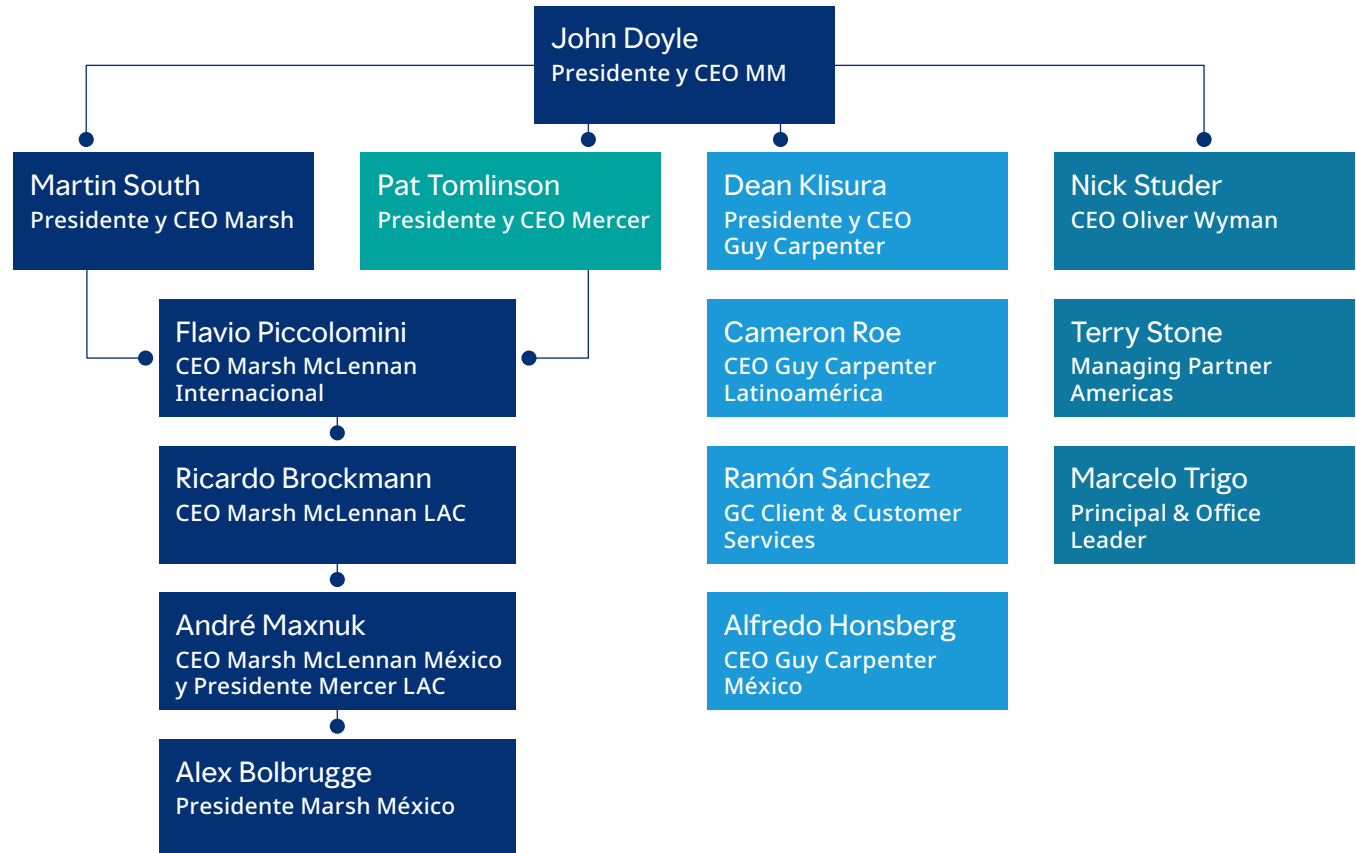 John Doyle
Presidente y CEO MM
Martin South
Presidente y CEO Marsh
Pat Tomlinson
Presidente y CEO Mercer
Dean Klisura
Presidente y CEO
Guy Carpenter
Nick Studer
CEO Oliver Wyman
Flavio Piccolomini
CEO Marsh McLennan
Internacional
Cameron Roe
CEO Guy Carpenter
Latinoamérica
Terry Stone
Managing Partner
Americas
Ricardo Brockmann
CEO Marsh McLennan LAC
Ramón Sánchez
GC Client & Customer
Services
Marcelo Trigo
Principal & Office
Leader
André Maxnuk
CEO Marsh McLennan México
y Presidente Mercer LAC
Alfredo Honsberg
CEO Guy Carpenter
México
Alex Bolbrugge
Presidente Marsh México